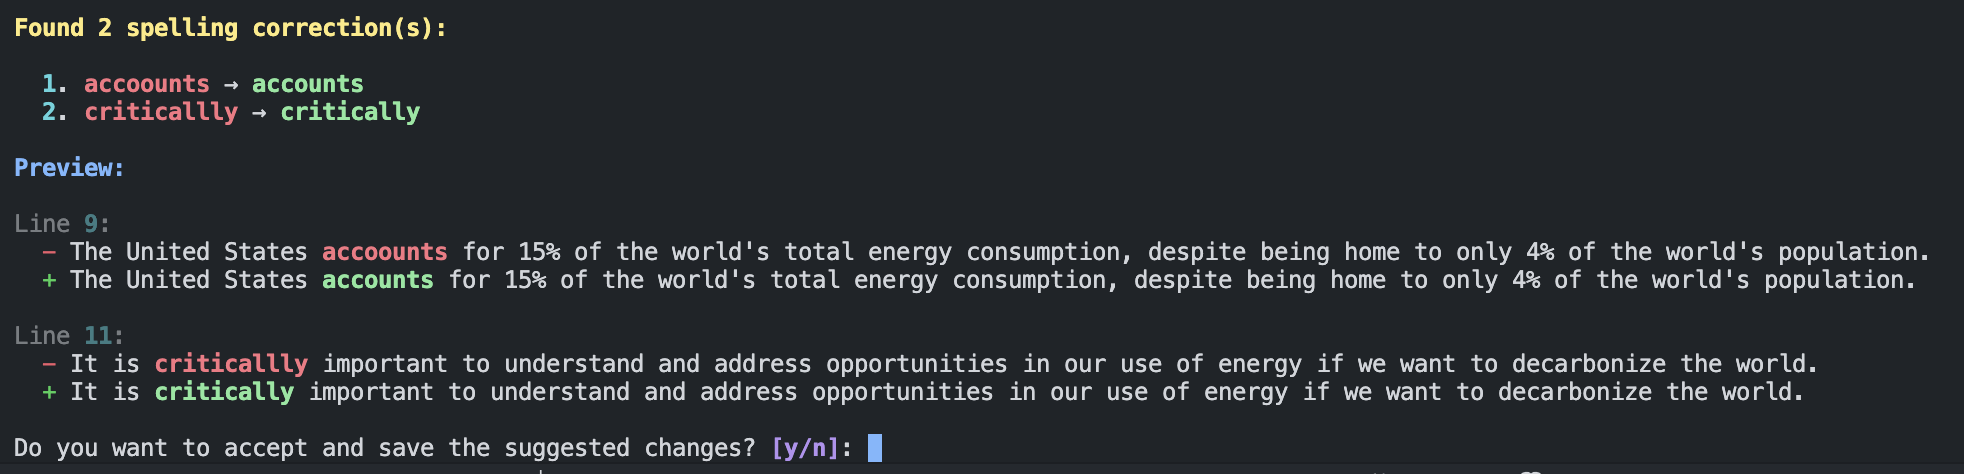 Found 2 spelling correction(s):
1. accoounts → accounts
2. criticallly → critically
Preview:
Line 9:
- The United States accoounts for 15% of the world's total energy consumption, despite being home to only 4% of the world's population.
+ The United States accounts for 15% of the world's total energy consumption, despite being home to only 4% of the world's population.
Line 11:
- It is criticallly important to understand and address opportunities in our use of energy if we want to decarbonize the world.
+ It is critically important to understand and address opportunities in our use of energy if we want to decarbonize the world.
Do you want to accept and save the suggested changes? [y/n]: